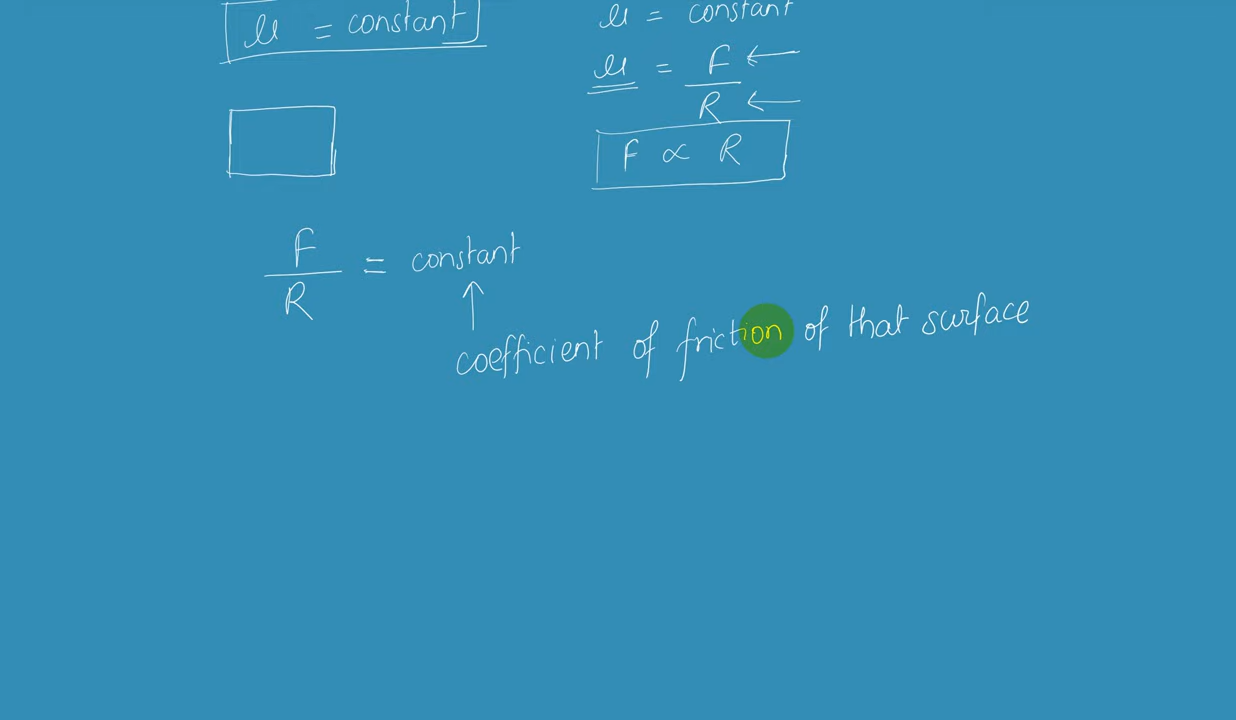 μ = constant
μ = constant
μ = F/R
F ∝ R
F/R = constant
coefficient of friction of that surface